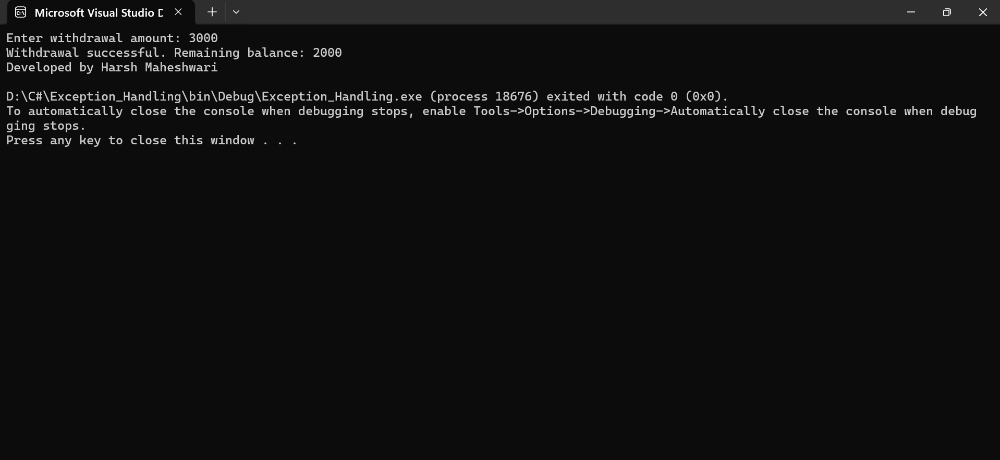 Microsoft Visual Studio D
Enter withdrawal amount: 3000
Withdrawal successful. Remaining balance: 2000
Developed by Harsh Maheshwari
D:\C#\Exception_Handling\bin\Debug\Exception_Handling.exe (process 18676) exited with code 0 (0x0).
To automatically close the console when debugging stops, enable Tools->Options->Debugging->Automatically close the console when debug
ging stops.
Press any key to close this window . . .